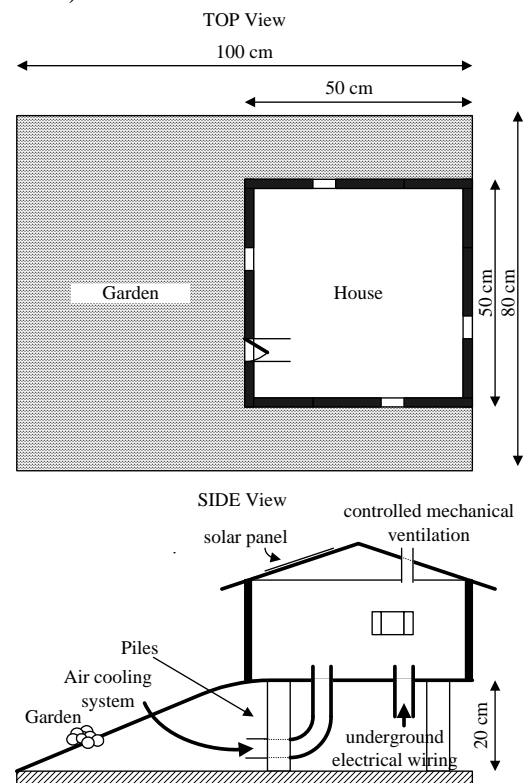 TOP View
100 cm
50 cm
Garden
House
50 cm
80 cm
SIDE View
controlled mechanical
ventilation
solar panel
Piles
Air cooling
system
Garden
underground
electrical wiring
20 cm